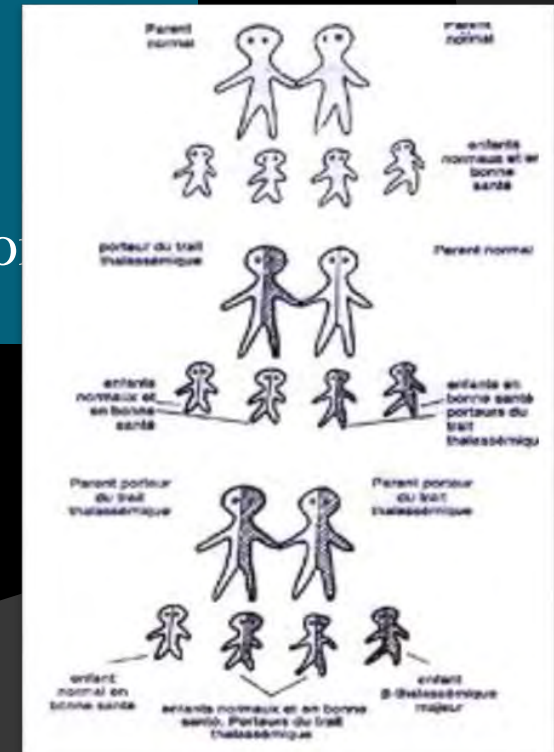 Parent
normal
Parent
normal
enfants
normaux et en
bonne
santé
porteur du trait
thalassémique
Parent normal
enfants
normaux et
en bonne
santé
enfants en
bonne santé
porteurs du
trait
thalassémique
Parent porteur
du trait
thalassémique
Parent porteur
du trait
thalassémique
enfant
normal en
bonne santé
enfants normaux et en bonne
santé. Porteurs du trait
thalassémique
enfant
β-thalassémique
majeur